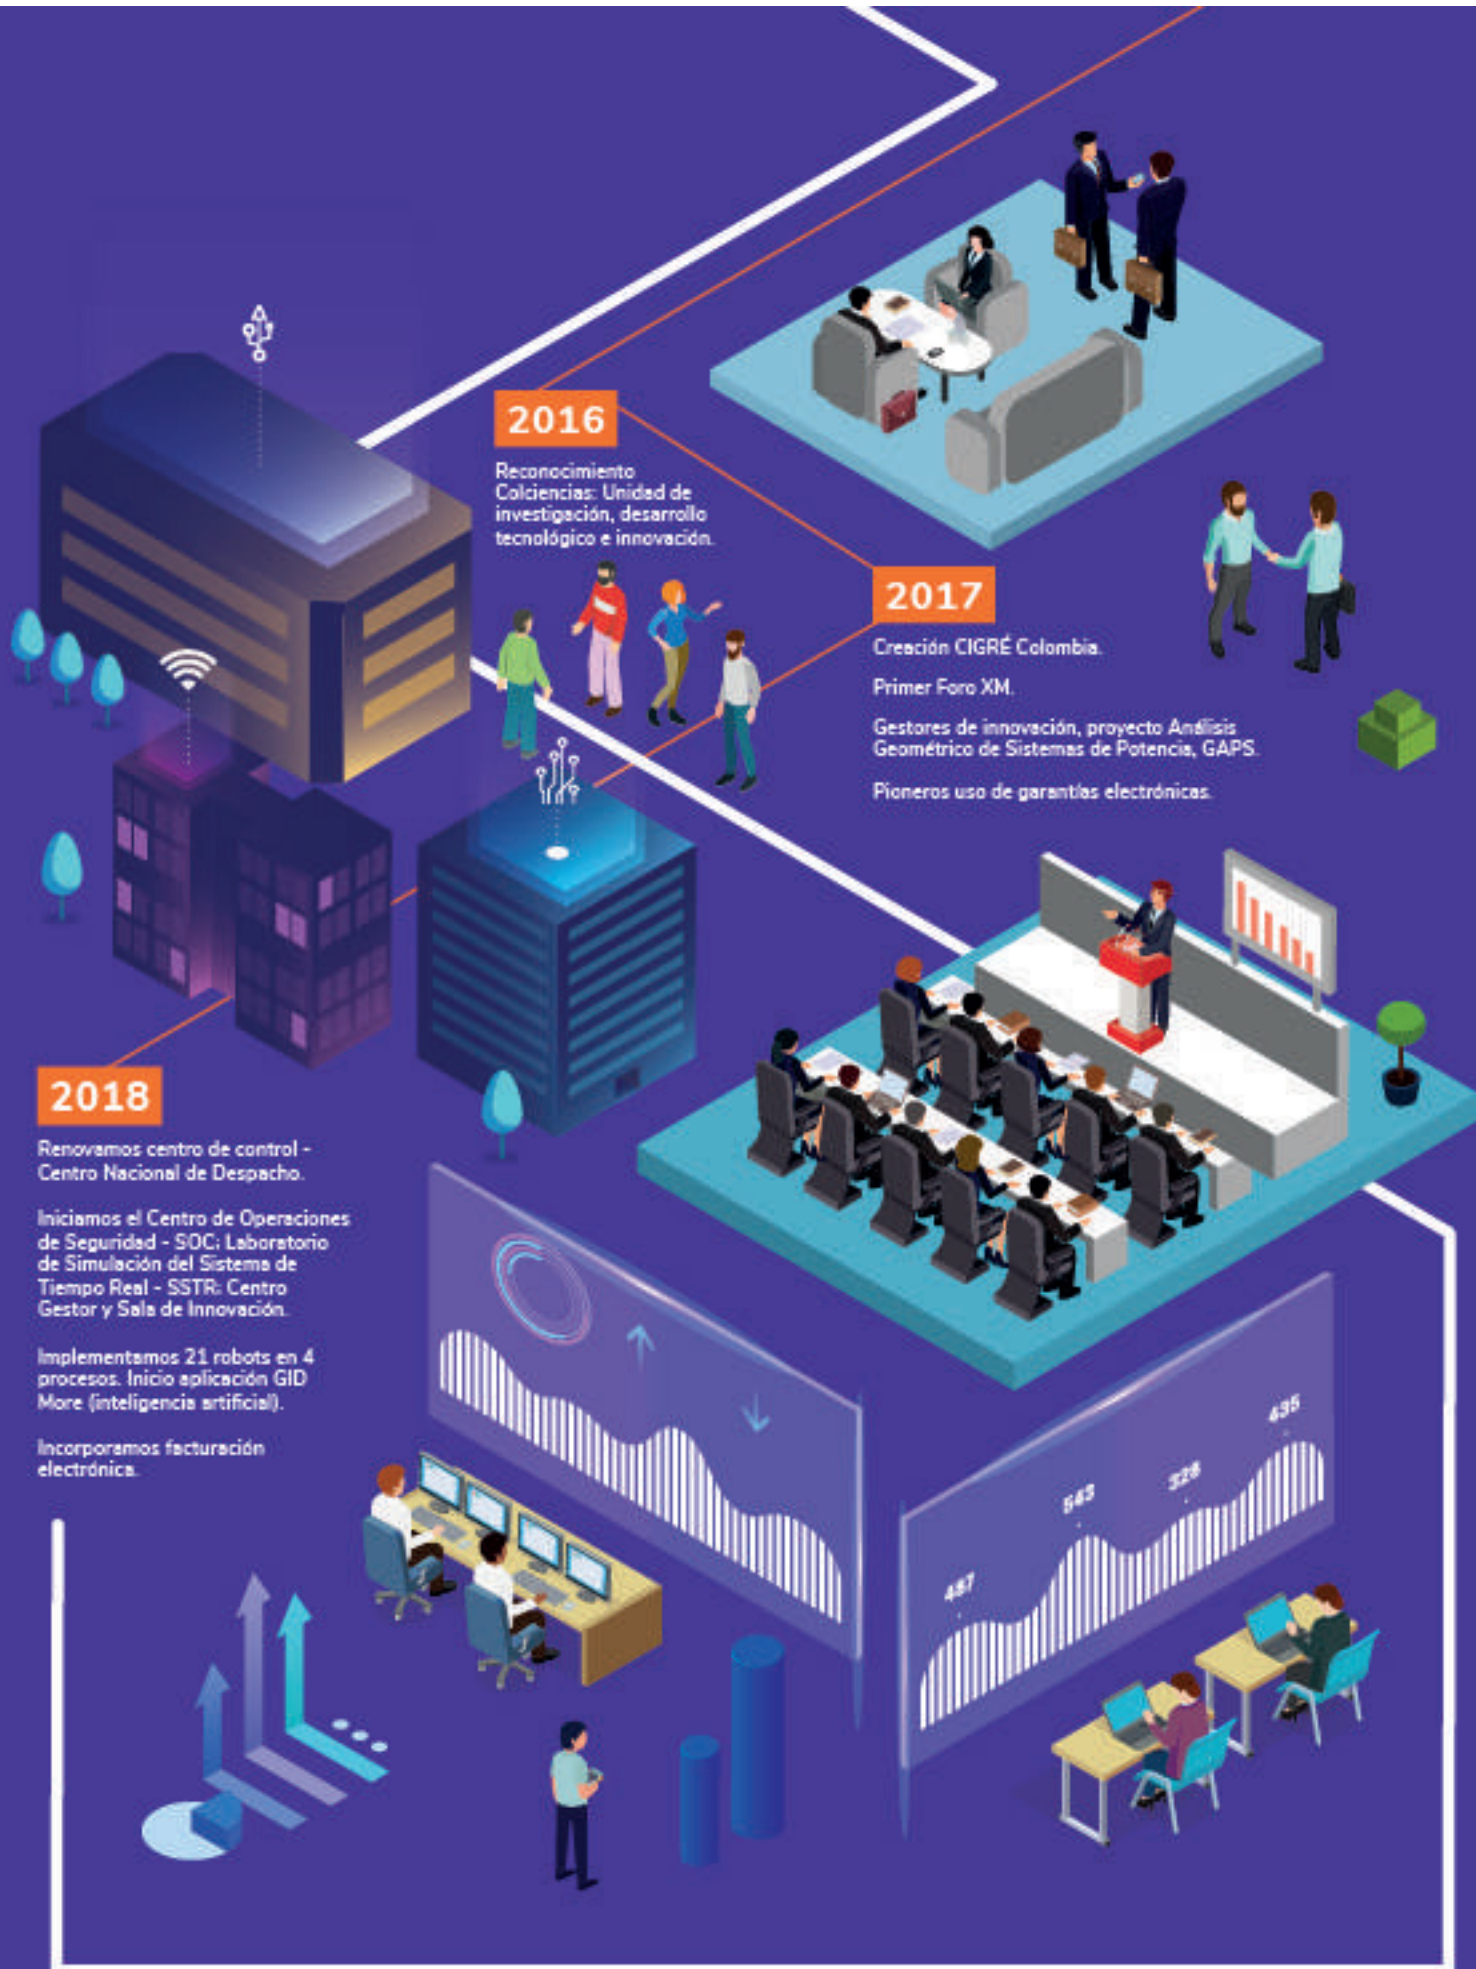 2016
Reconocimiento
Colciencias: Unidad de
investigación, desarrollo
tecnológico e innovación.
2017
Creación CIGRÉ Colombia.
Primer Foro XM.
Gestores de innovación, proyecto Análisis
Geométrico de Sistemas de Potencia, GAPS.
Pioneros uso de garantías electrónicas.
2018
Renovamos centro de control -
Centro Nacional de Despacho.
Iniciamos el Centro de Operaciones
de Seguridad - SOC; Laboratorio
de Simulación del Sistema de
Tiempo Real - SSTR; Centro
Gestor y Sala de Innovación.
Implementamos 21 robots en 4
procesos. Inicio aplicación GID
More (inteligencia artificial).
Incorporamos facturación
electrónica.
487
543
328
435